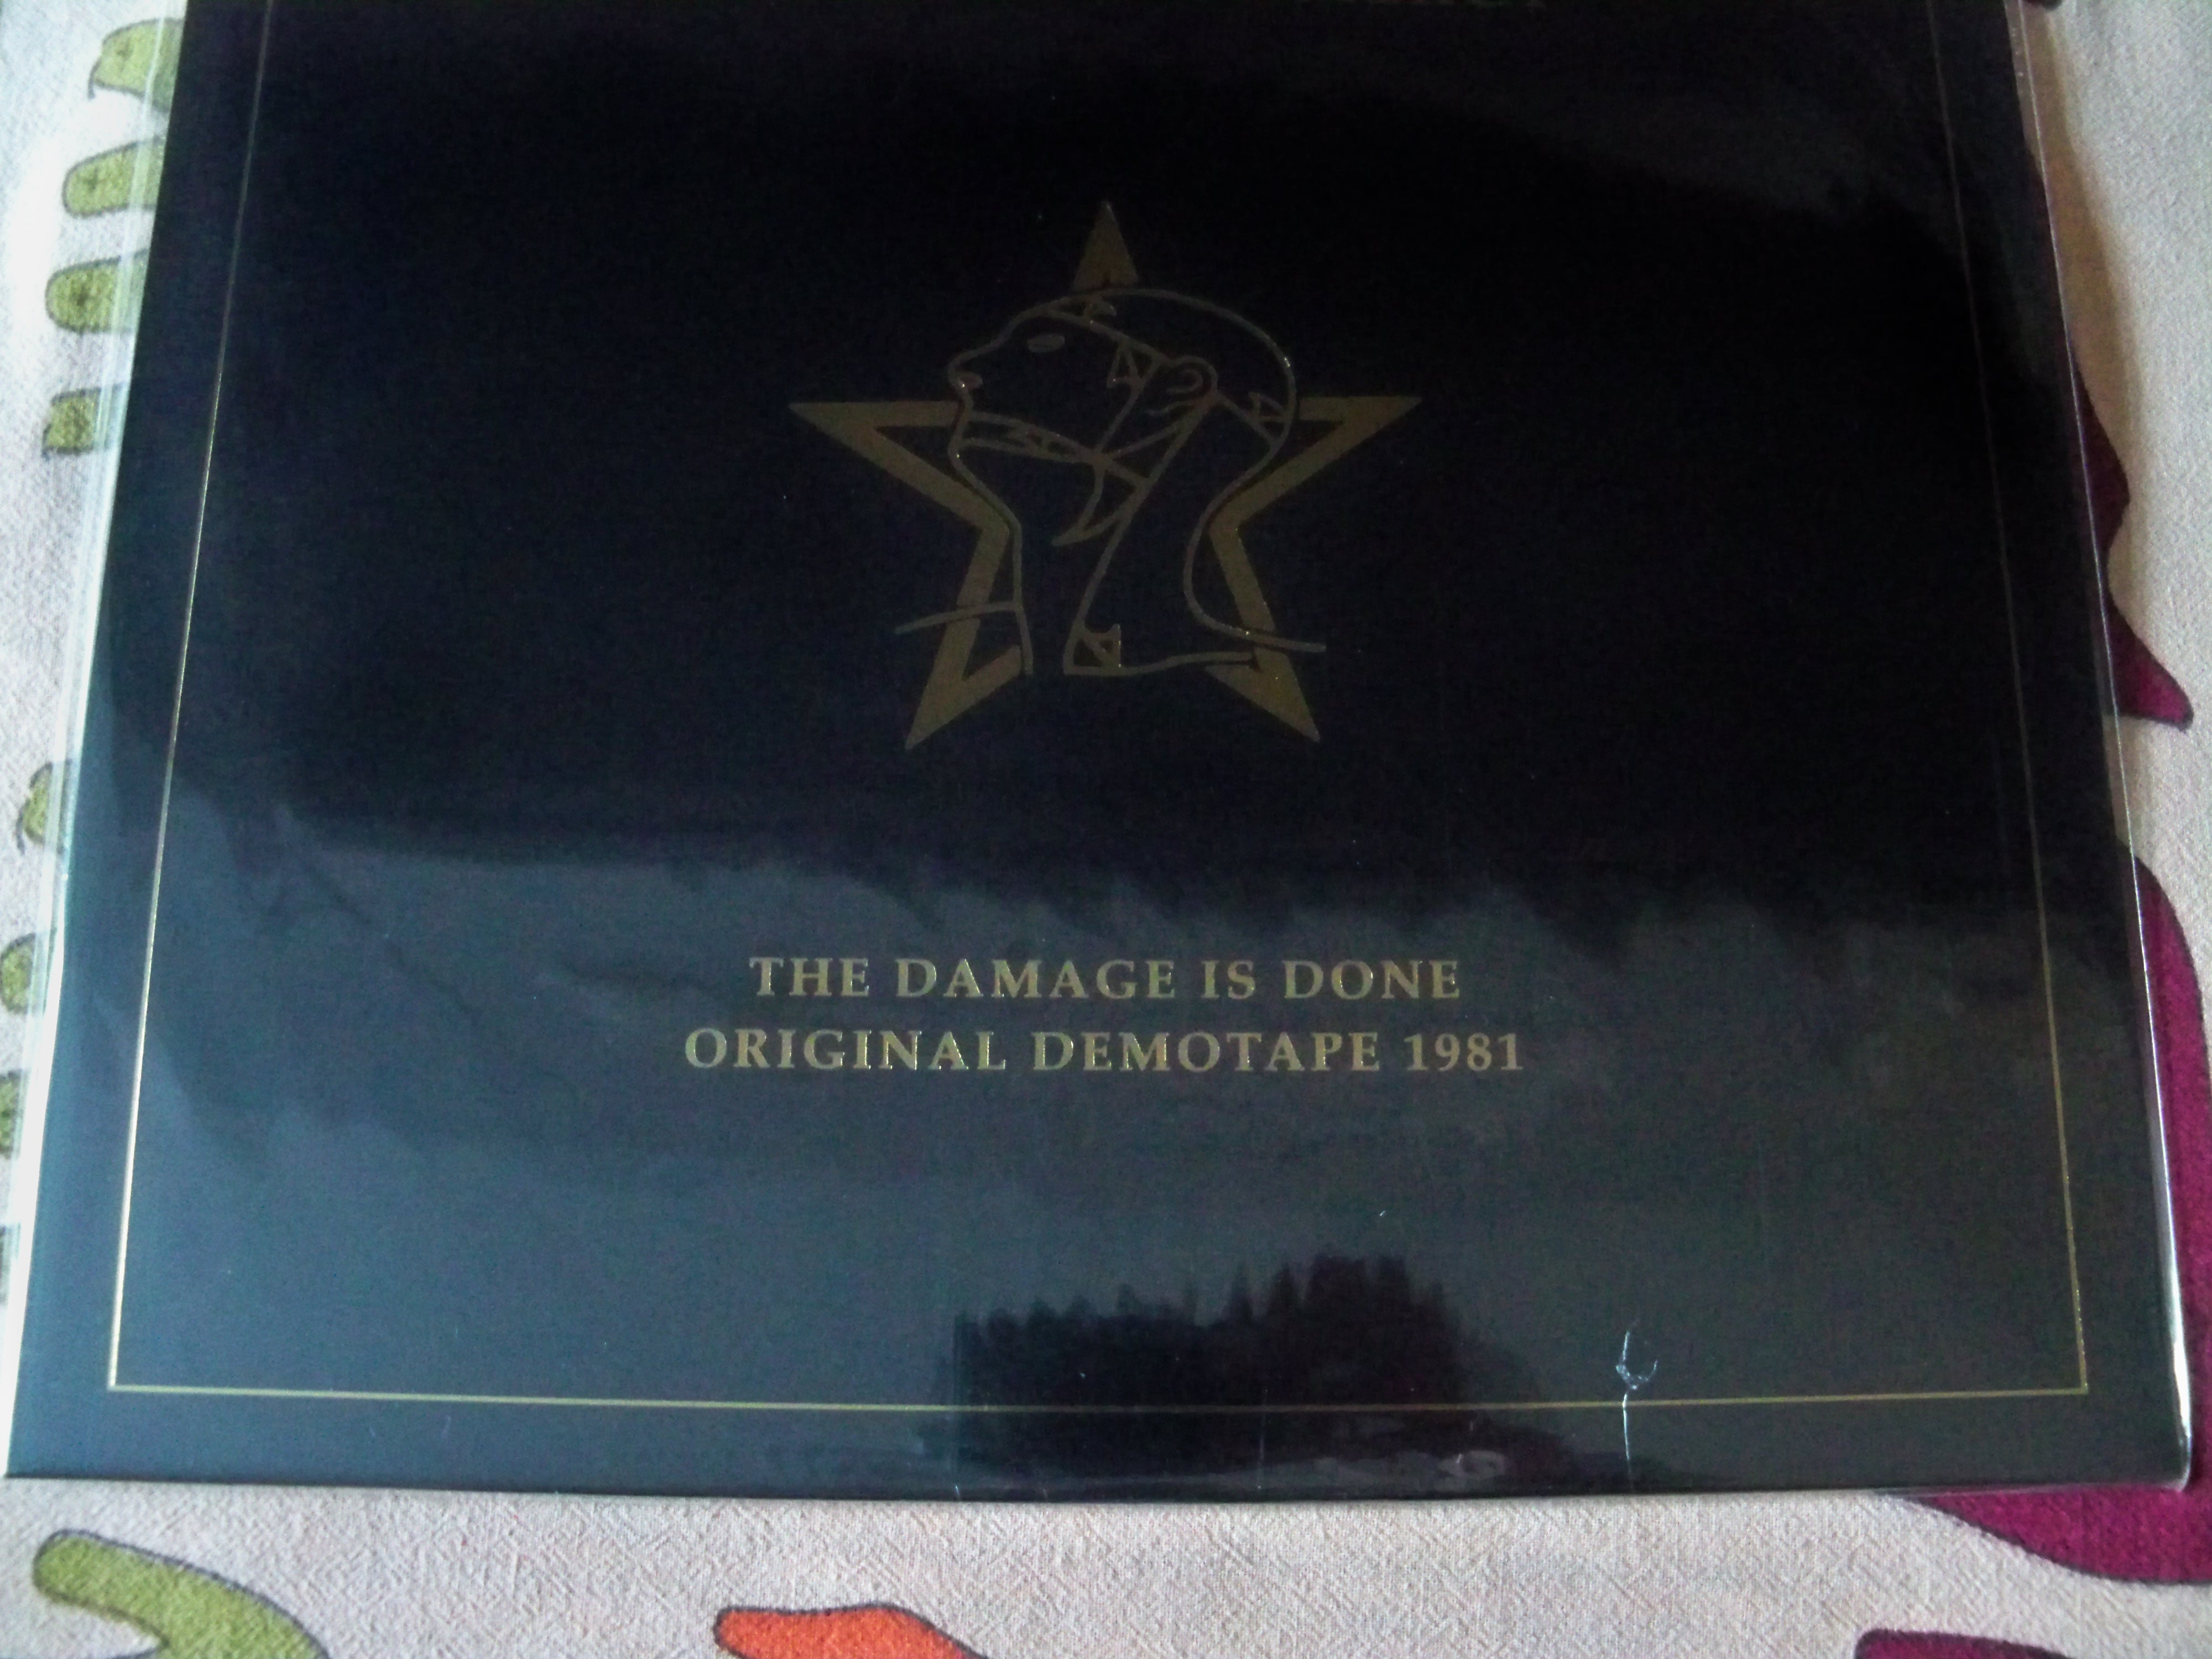 THE DAMAGE IS DONE
ORIGINAL DEMOTAPE 1981